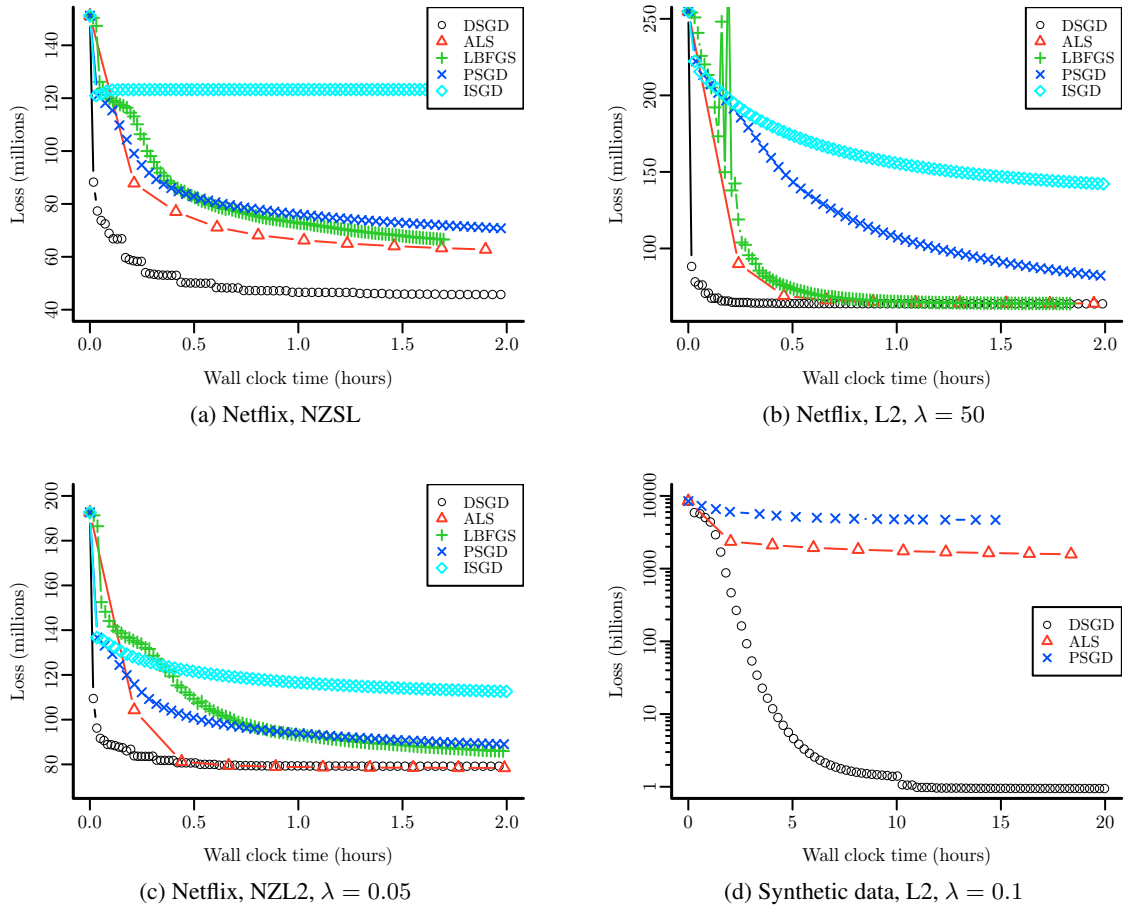 DSGD
ALS
LBFGS
PSGD
ISGD
Loss (millions)
40 60 80 100 120 140
0.0 0.5 1.0 1.5 2.0
Wall clock time (hours)
(a) Netflix, NZSL
DSGD
ALS
LBFGS
PSGD
ISGD
Loss (millions)
100 150 200 250
0.0 0.5 1.0 1.5 2.0
Wall clock time (hours)
(b) Netflix, L2, λ = 50
DSGD
ALS
LBFGS
PSGD
ISGD
Loss (millions)
80 100 120 140 160 180 200
0.0 0.5 1.0 1.5 2.0
Wall clock time (hours)
(c) Netflix, NZL2, λ = 0.05
DSGD
ALS
PSGD
Loss (billions)
1 10 100 1000 10000
0 5 10 15 20
Wall clock time (hours)
(d) Synthetic data, L2, λ = 0.1